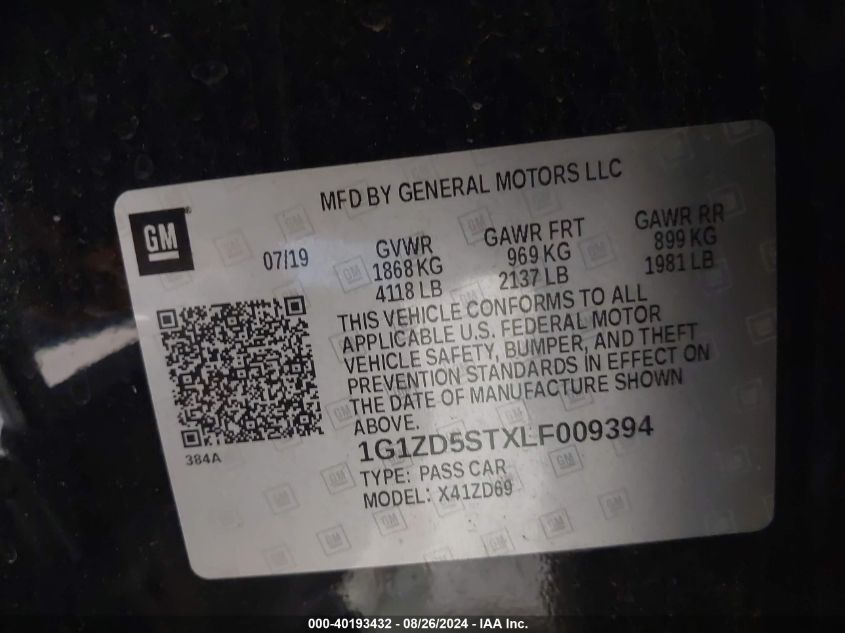 MFD BY GENERAL MOTORS LLC
GM
07/19
GVWR
1868 KG
4118 LB
GAWR FRT
969 KG
2137 LB
GAWR RR
899 KG
1981 LB
THIS VEHICLE CONFORMS TO ALL
APPLICABLE U.S. FEDERAL MOTOR
VEHICLE SAFETY, BUMPER, AND THEFT
PREVENTION STANDARDS IN EFFECT ON
THE DATE OF MANUFACTURE SHOWN
ABOVE.
384A
1G1ZD5STXLF009394
TYPE: PASS CAR
MODEL: X41ZD69
000-40193432 - 08/26/2024 - IAA Inc.